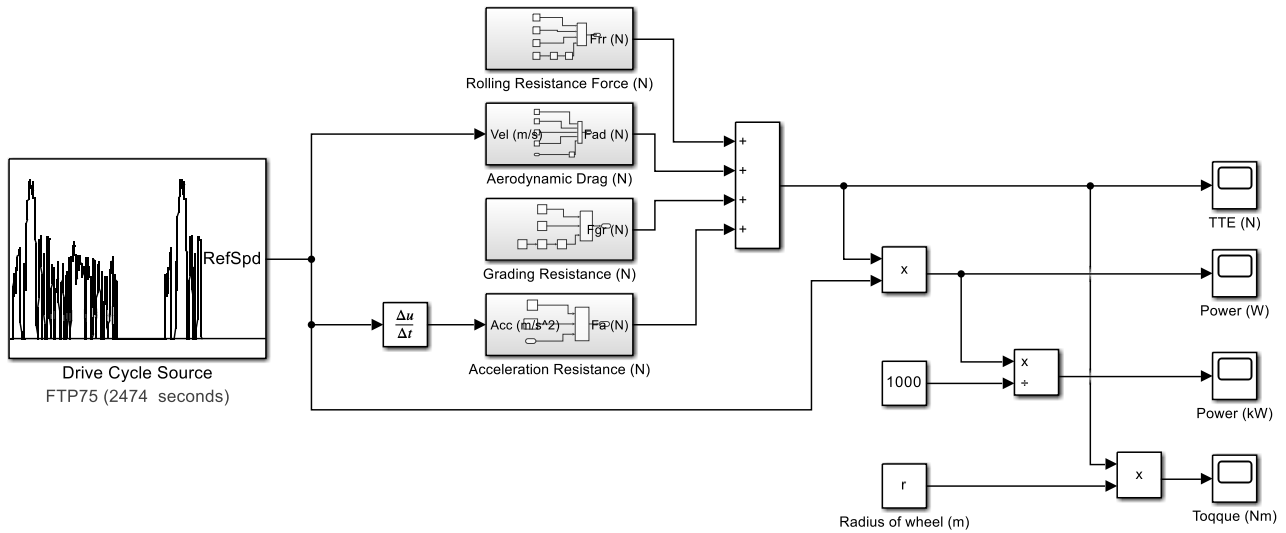 Frr (N)
Rolling Resistance Force (N)
Vel (m/s)
Fad (N)
Aerodynamic Drag (N)
Fgr (N)
Grading Resistance (N)
Δu
Δt
Acc (m/s^2)
Fa (N)
Acceleration Resistance (N)
RefSpd
Drive Cycle Source
FTP75 (2474 seconds)
+
+
+
+
x
1000
x
÷
r
Radius of wheel (m)
x
TTE (N)
Power (W)
Power (kW)
Toqque (Nm)